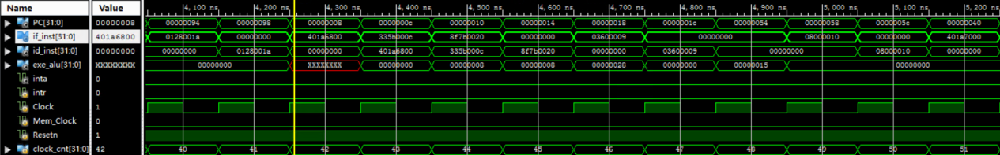 Name Value 4,100 ns 4,200 ns 4,300 ns 4,400 ns 4,500 ns 4,600 ns 4,700 ns 4,800 ns 4,900 ns 5,000 ns 5,100 ns 5,200 ns
PC[31:0] 00000008 00000094 00000098 00000008 0000000c 00000010 00000014 00000018 0000001c 00000054 00000058 0000005c 00000040
if_inst[31:0] 401a6800 0128001a 00000000 401a6800 335b000c 8f7b0020 00000000 03600009 00000000 08000010 00000000 401a7000
id_inst[31:0] 00000000 00000000 0128001a 00000000 401a6800 335b000c 8f7b0020 00000000 03600009 00000000 08000010 00000000
exe_alu[31:0] XXXXXXXX 00000000 XXXXXXXX 00000000 00000008 00000008 00000028 00000000 00000015 00000000
inta 0
intr 0
Clock 1
Mem_Clock 0
Resetn 1
clock_cnt[31:0] 42 40 41 42 43 44 45 46 47 48 49 50 51